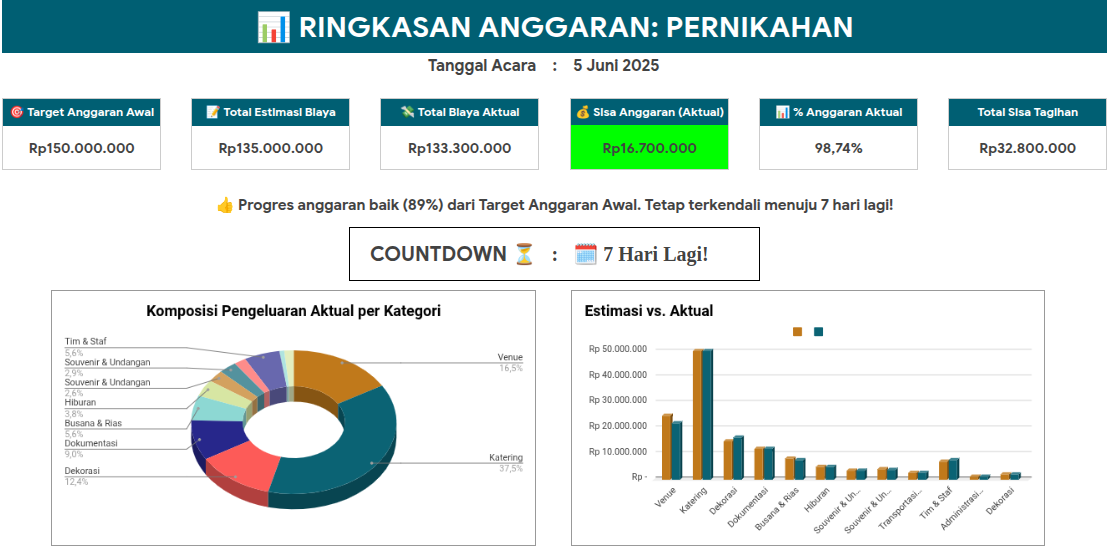 📊 RINGKASAN ANGGARAN: PERNIKAHAN
Tanggal Acara : 5 Juni 2025
🎯 Target Anggaran Awal
Rp150.000.000
📝 Total Estimasi Biaya
Rp135.000.000
💸 Total Biaya Aktual
Rp133.300.000
💰 Sisa Anggaran (Aktual)
Rp16.700.000
📊 % Anggaran Aktual
98,74%
Total Sisa Tagihan
Rp32.800.000
👍 Progres anggaran baik (89%) dari Target Anggaran Awal. Tetap terkendali menuju 7 hari lagi!
COUNTDOWN ⏳ : 🗓️ 7 Hari Lagi!
Komposisi Pengeluaran Aktual per Kategori
Tim & Staf
5,6%
Souvenir & Undangan
2,9%
Souvenir & Undangan
2,6%
Hiburan
3,8%
Busana & Rias
5,6%
Dokumentasi
9,0%
Dekorasi
12,4%
Venue
16,5%
Katering
37,5%
Estimasi vs. Aktual
Rp 50.000.000
Rp 40.000.000
Rp 30.000.000
Rp 20.000.000
Rp 10.000.000
Rp -
Venue
Katering
Dekorasi
Dokumentasi
Busana & Rias
Hiburan
Souvenir & Un...
Souvenir & Un...
Transportasi...
Tim & Staf
Administrasi...
Dekorasi